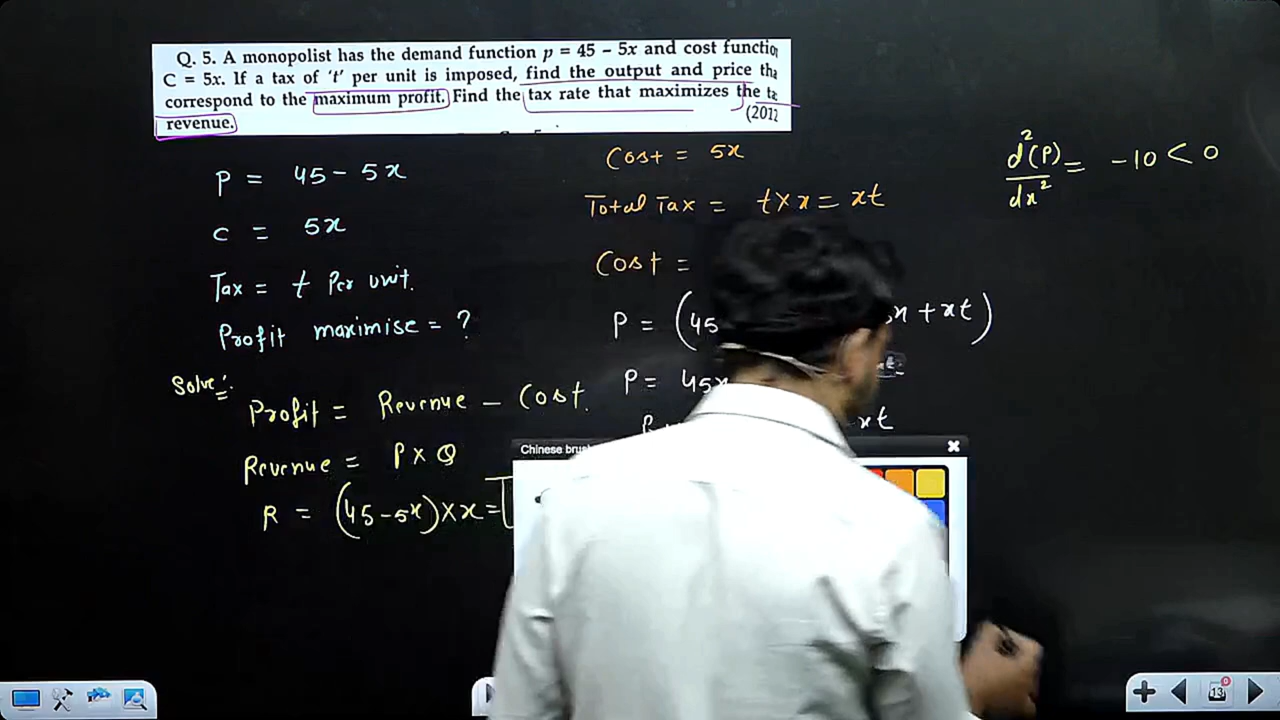 Q. 5. A monopolist has the demand function p = 45 – 5x and cost functio
C = 5x. If a tax of 't' per unit is imposed, find the output and price tha
correspond to the maximum profit. Find the tax rate that maximizes the ta
revenue.
(2012
P = 45 - 5x
C = 5x
Tax = t Per unit.
Profit maximise = ?
Solve:
Profit = Revenue - Cost.
Revenue = P × Q
R = (45-5x)×x=
Cost = 5x
Total Tax = t×x = xt
Cost =
P = (45 + xt)
P = 45x
xt
d²(P)/dx² = -10 < 0
Chinese
13